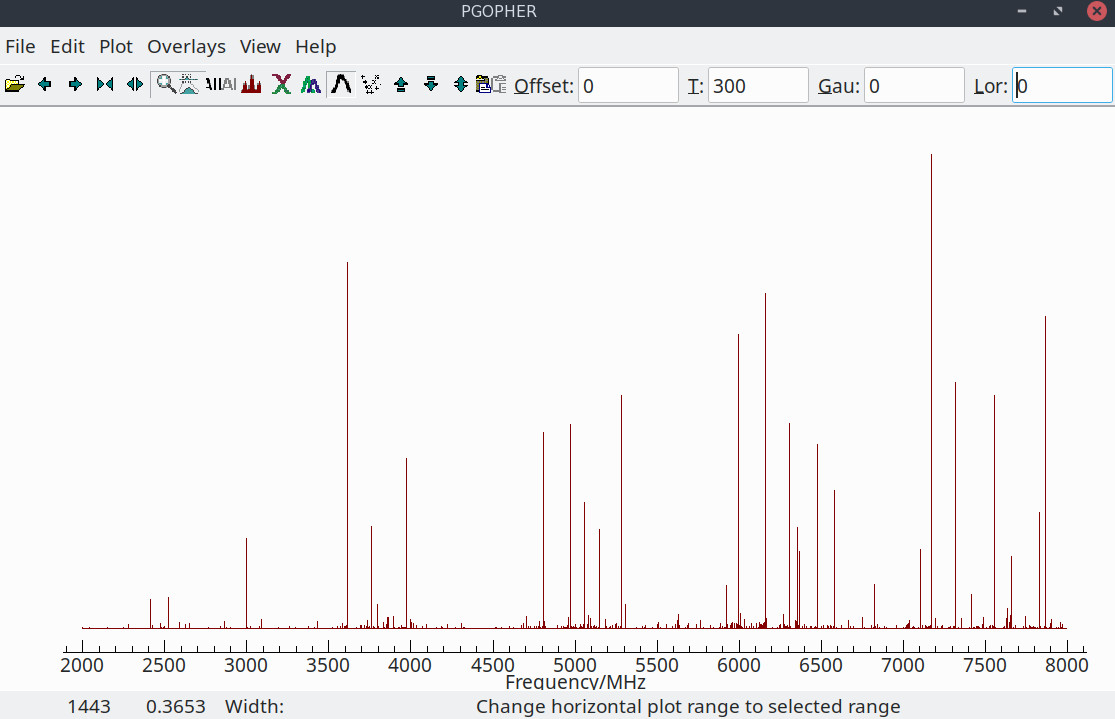 PGOPHER
File Edit Plot Overlays View Help
All All Offset: 0 T: 300 Gau: 0 Lor: 0
2000 2500 3000 3500 4000 4500 5000 5500 6000 6500 7000 7500 8000
Frequency/MHz
1443 0.3653 Width: Change horizontal plot range to selected range